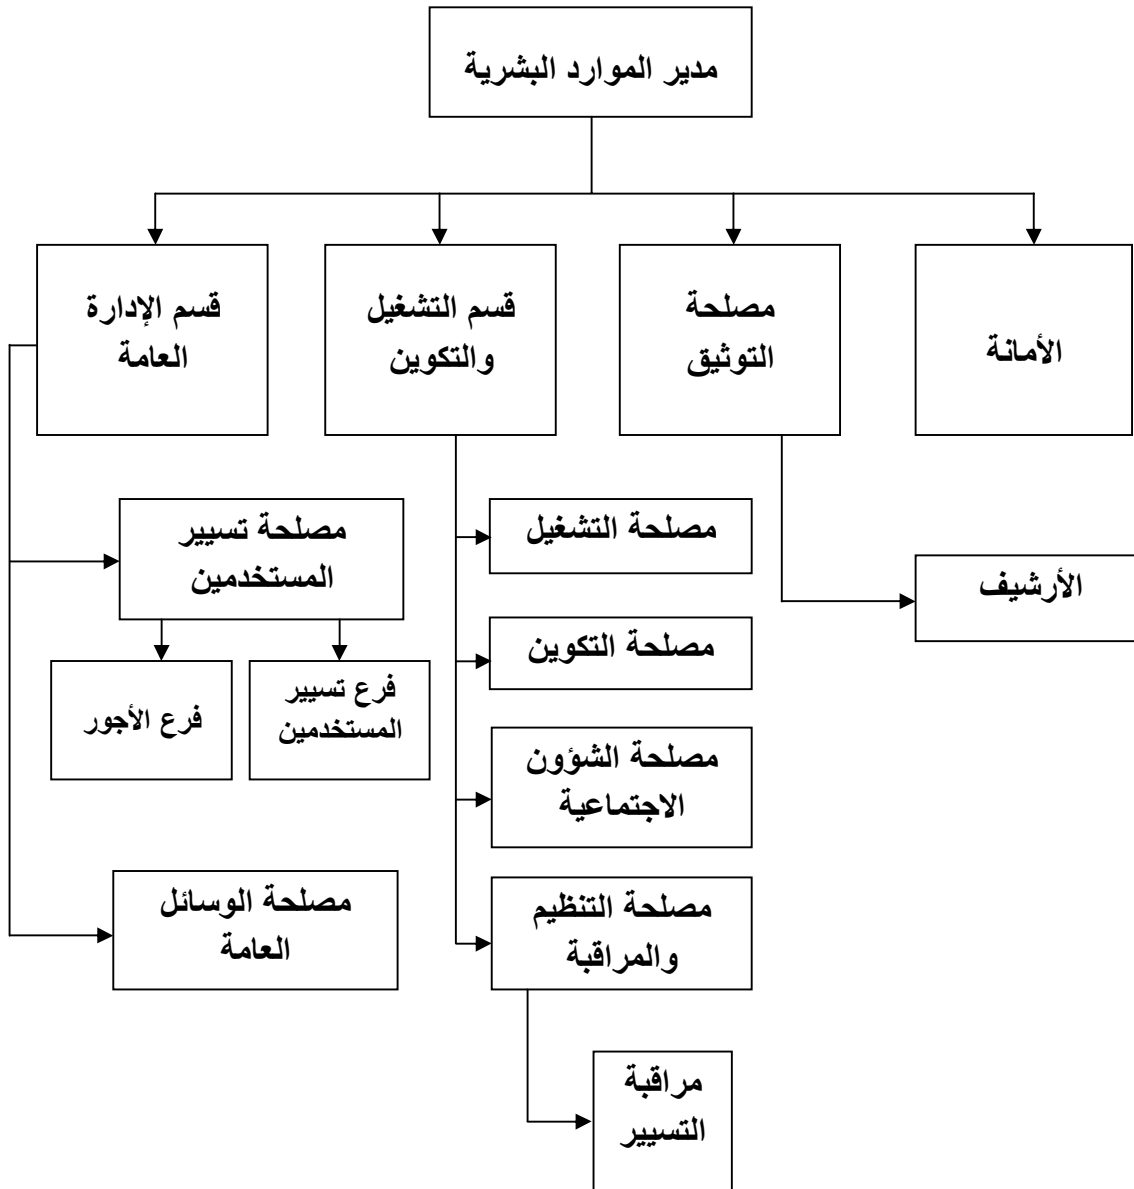 مدير الموارد البشرية
الأمانة
مصلحة
التوثيق
قسم التشغيل
والتكوين
قسم الإدارة
العامة
الأرشيف
مصلحة التشغيل
مصلحة التكوين
مصلحة الشؤون
الاجتماعية
مصلحة التنظيم
والمراقبة
مراقبة
التسيير
مصلحة تسيير
المستخدمين
فرع تسيير
المستخدمين
فرع الأجور
مصلحة الوسائل
العامة